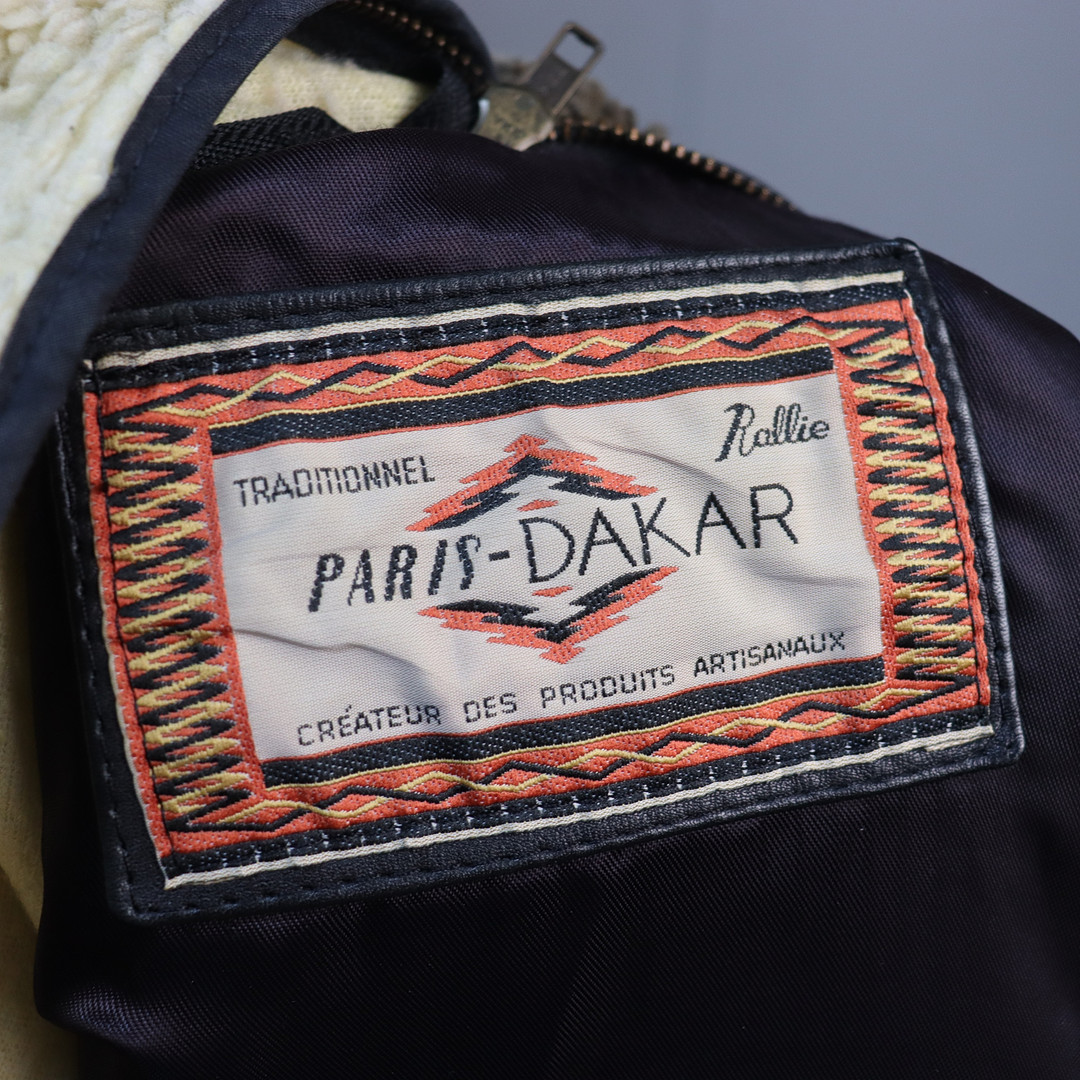 Rallie
TRADITIONNEL
PARIS-DAKAR
CRÉATEUR DES PRODUITS ARTISANAUX